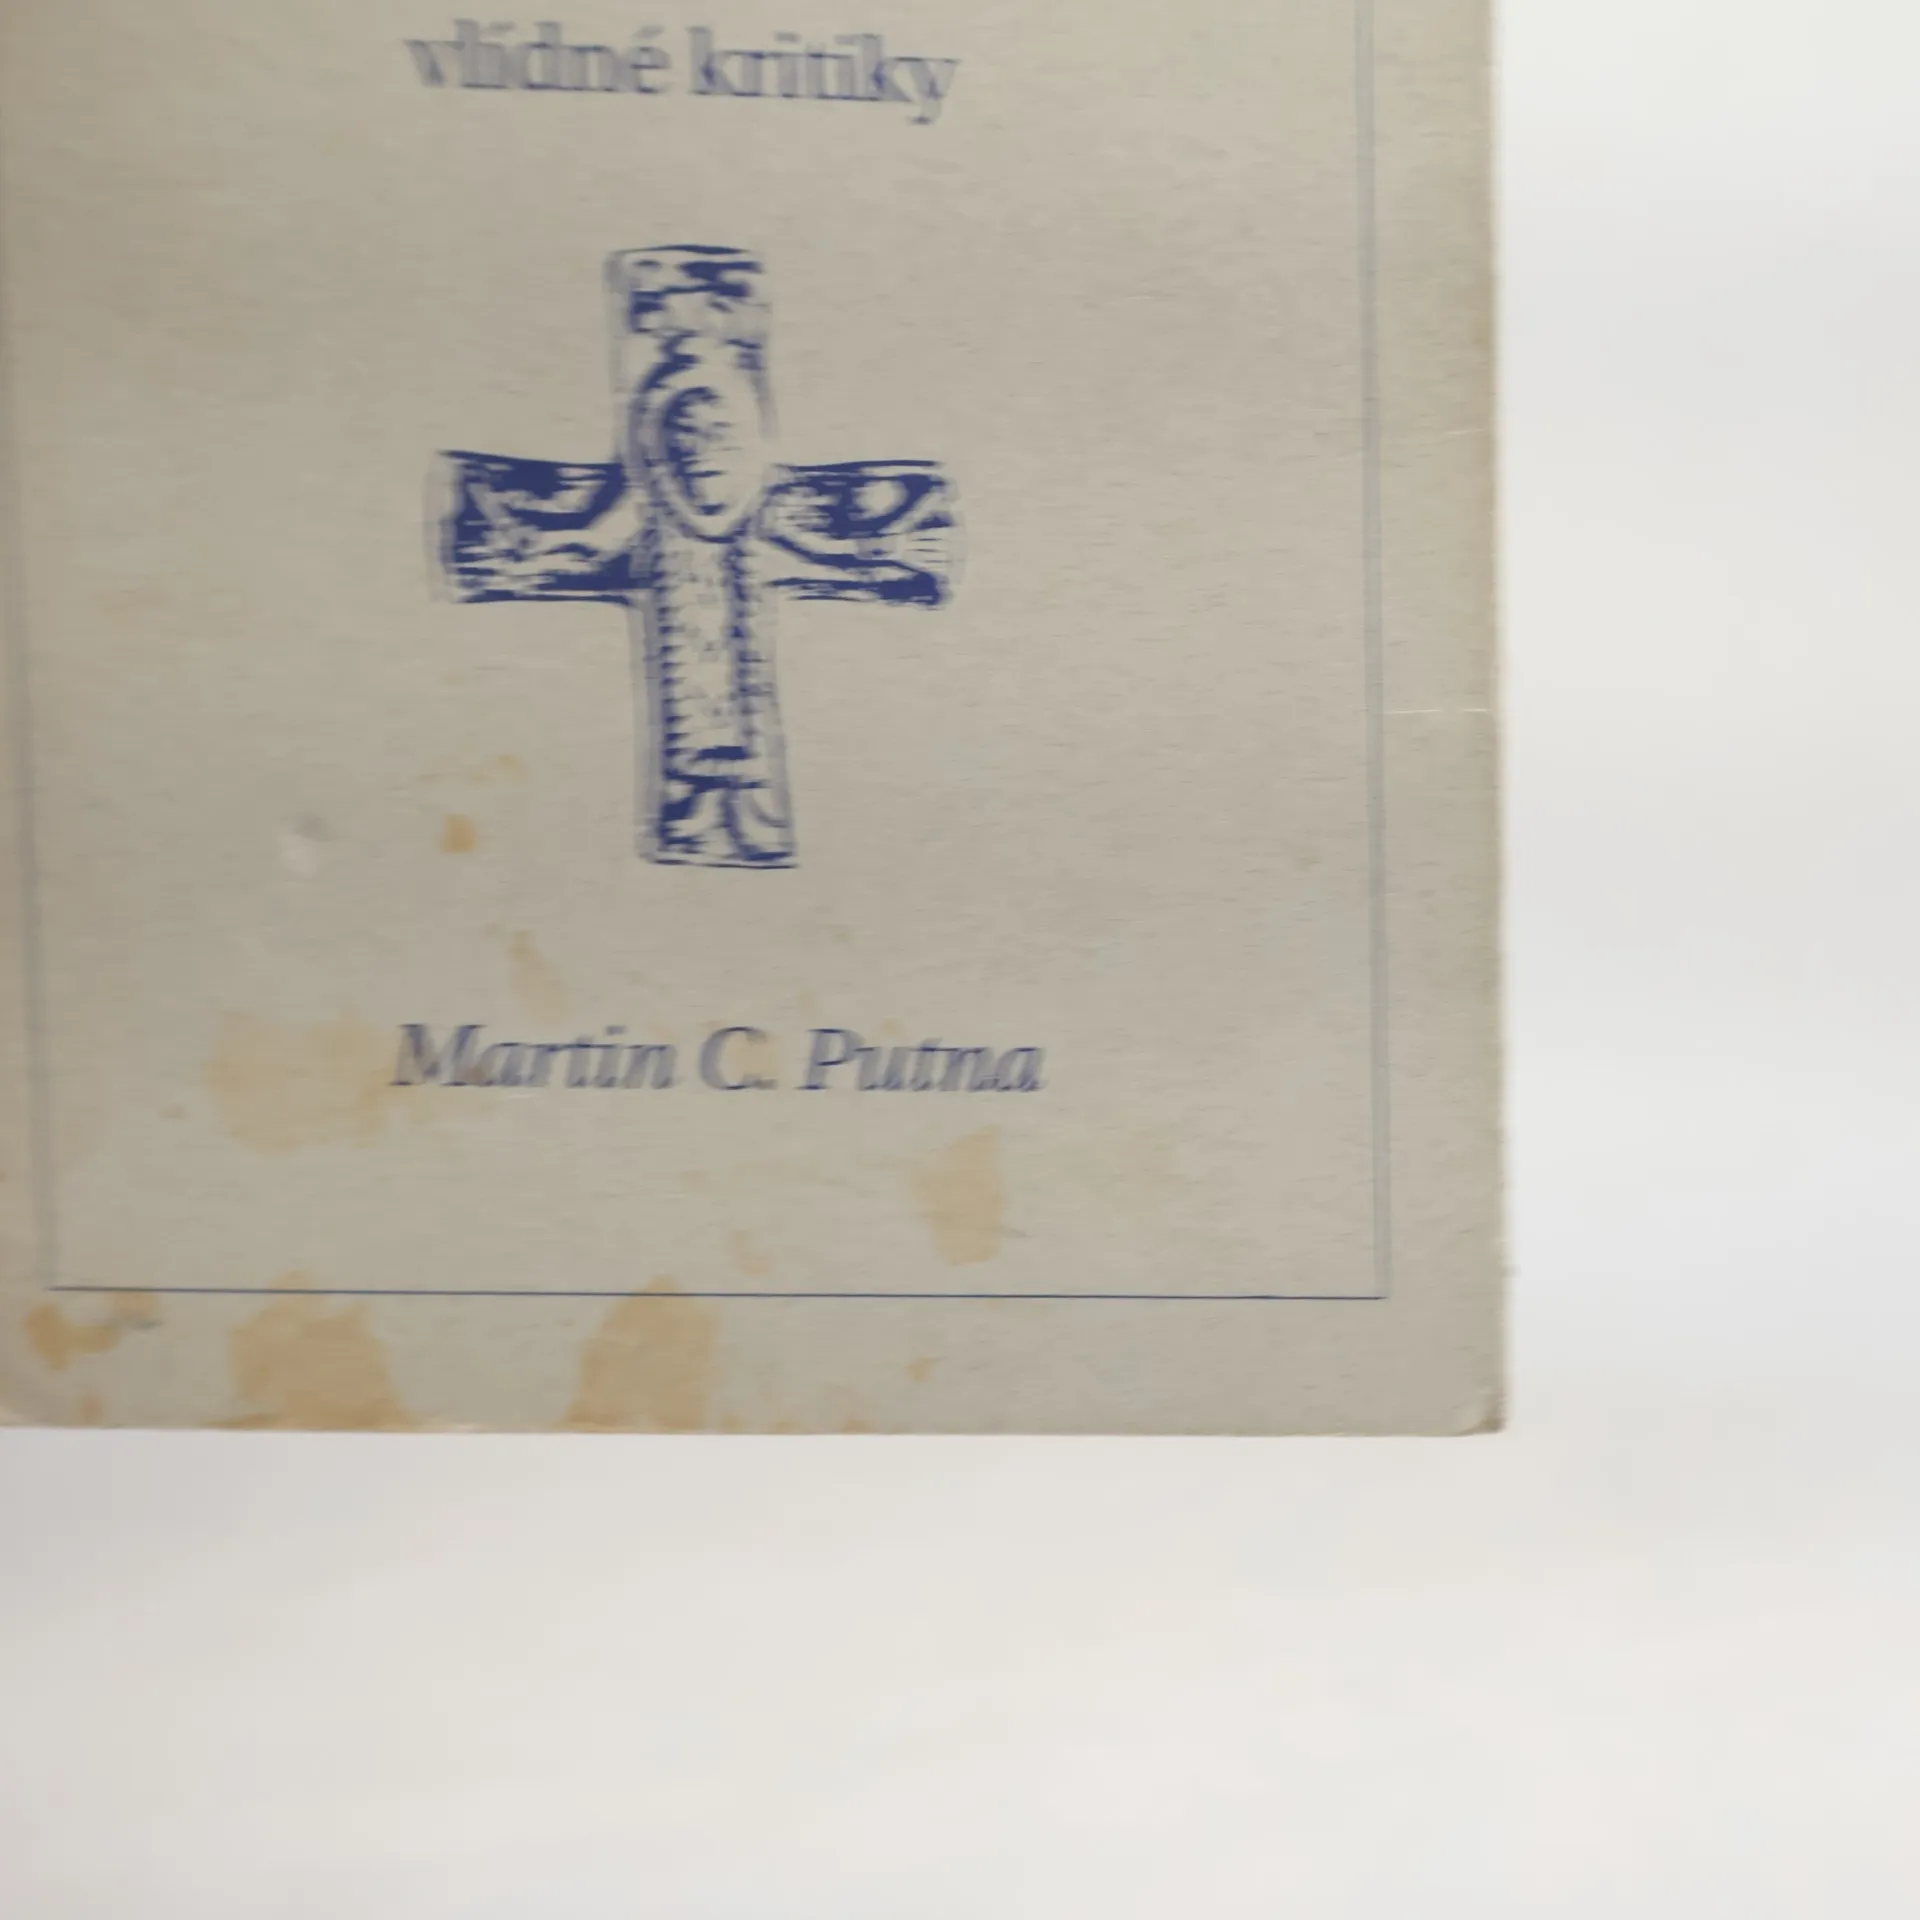 vlídné kritiky
Martin C. Putna